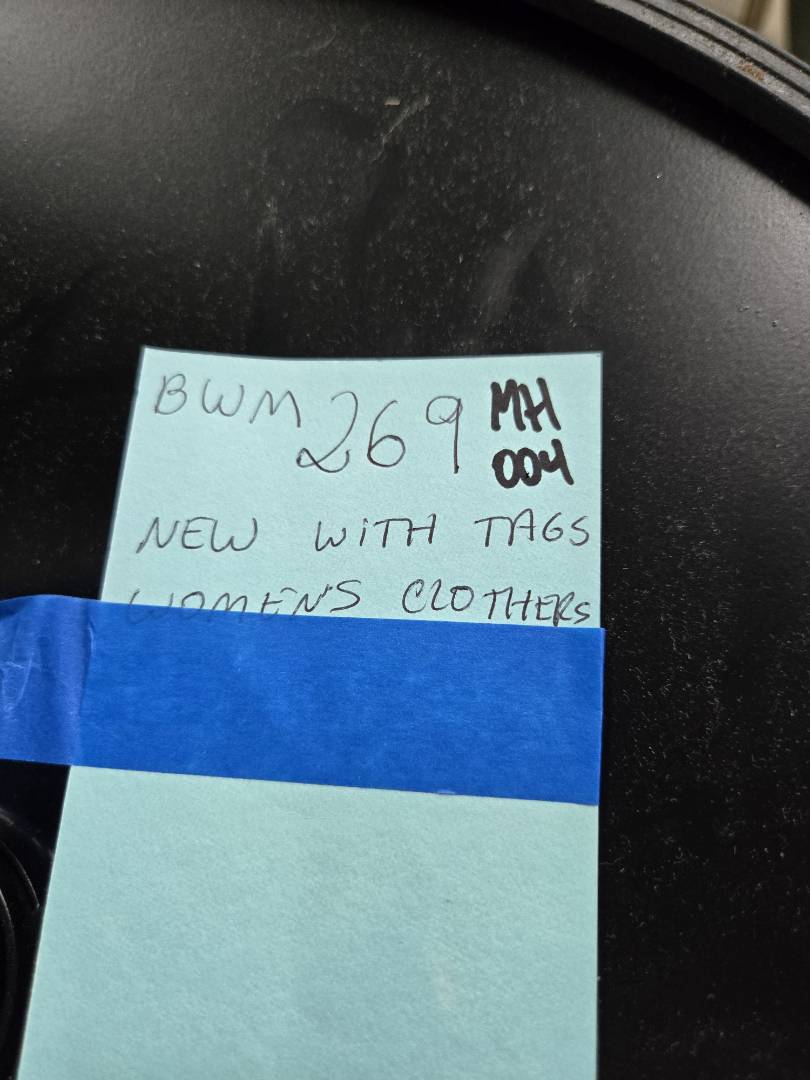 BWM 269 MH
004
NEW WITH TAGS
WOMEN'S CLOTHERS